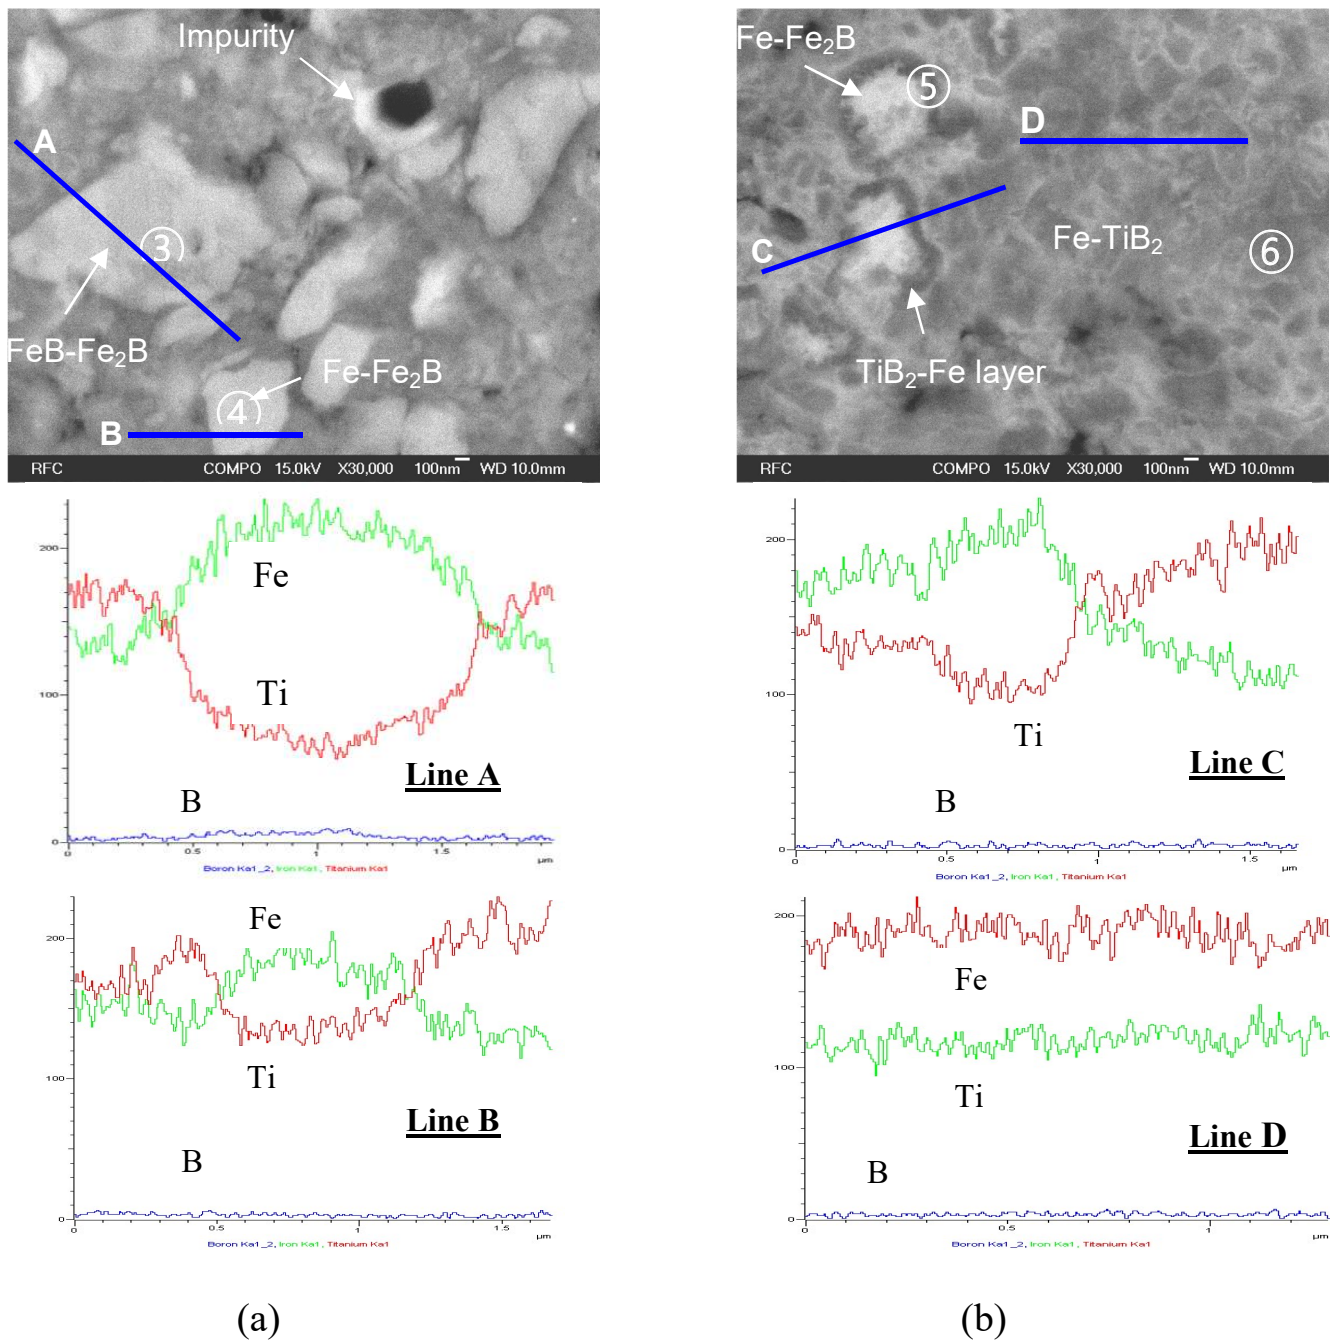 Impurity
A
③
FeB-Fe₂B
Fe-Fe₂B
④
B
RFC COMPO 15.0kV X30,000 100nm WD 10.0mm
200
100
0
Fe
Ti
B
Line A
0 0.5 1 1.5 µm
Boron Ka1_2, Iron Ka1, Titanium Ka1
200
100
0
Fe
Ti
B
Line B
0 0.5 1 1.5 µm
Boron Ka1_2, Iron Ka1, Titanium Ka1
(a)
Fe-Fe₂B
⑤
D
C
Fe-TiB₂
⑥
TiB₂-Fe layer
RFC COMPO 15.0kV X30,000 100nm WD 10.0mm
200
100
0
Ti
B
Line C
0 0.5 1 1.5 µm
Boron Ka1_2, Iron Ka1, Titanium Ka1
200
100
0
Fe
Ti
B
Line D
0 0.5 1 µm
Boron Ka1_2, Iron Ka1, Titanium Ka1
(b)